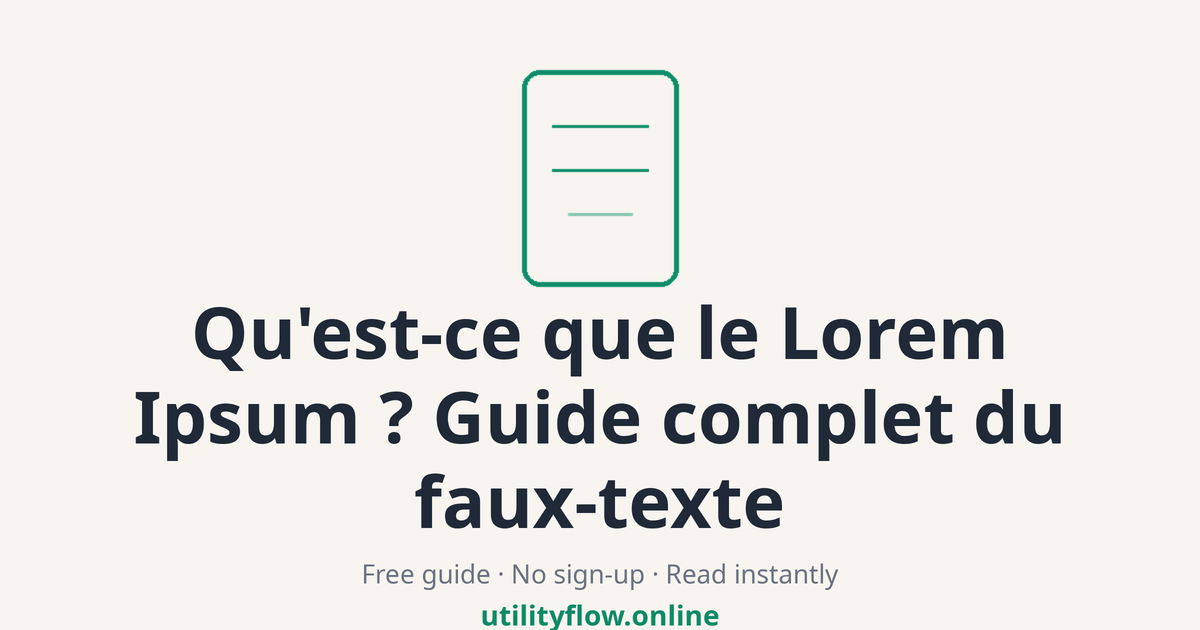 Qu'est-ce que le Lorem
Ipsum ? Guide complet du
faux-texte
Free guide · No sign-up · Read instantly
utilityflow.online